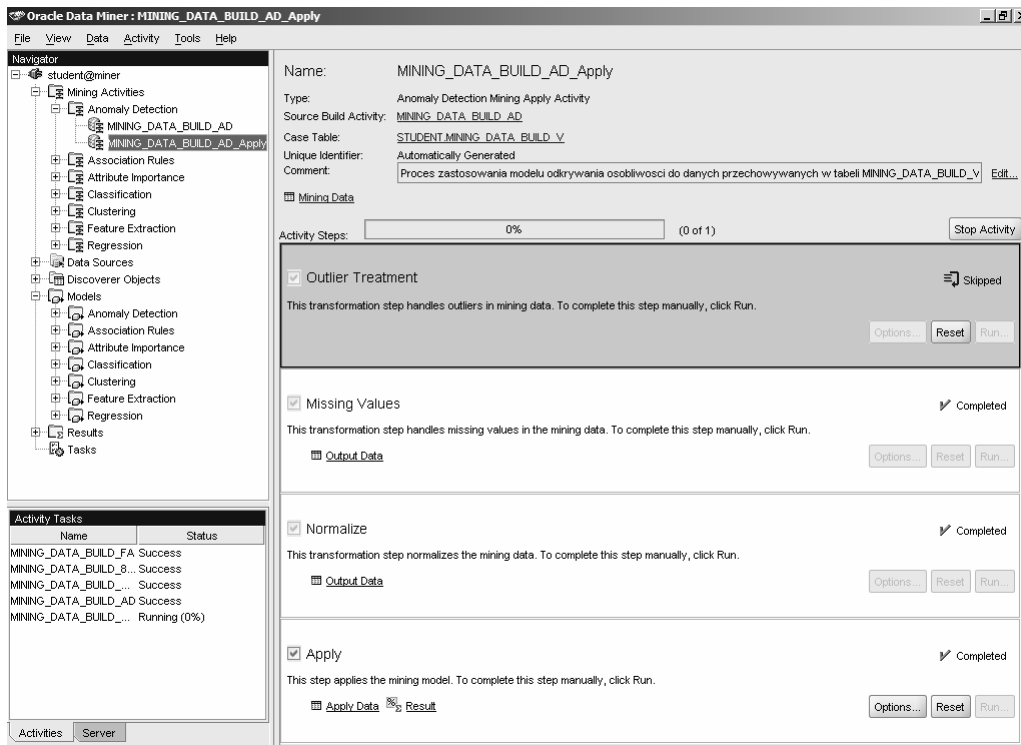 Oracle Data Miner : MINING_DATA_BUILD_AD_Apply
File View Data Activity Tools Help
Navigator
student@miner
Mining Activities
Anomaly Detection
MINING_DATA_BUILD_AD
MINING_DATA_BUILD_AD_Apply
Association Rules
Attribute Importance
Classification
Clustering
Feature Extraction
Regression
Data Sources
Discoverer Objects
Models
Anomaly Detection
Association Rules
Attribute Importance
Classification
Clustering
Feature Extraction
Regression
Results
Tasks
Activity Tasks
Name Status
MINING_DATA_BUILD_FA Success
MINING_DATA_BUILD_8... Success
MINING_DATA_BUILD_... Success
MINING_DATA_BUILD_AD Success
MINING_DATA_BUILD_... Running (0%)
Activities Server
Name: MINING_DATA_BUILD_AD_Apply
Type: Anomaly Detection Mining Apply Activity
Source Build Activity: MINING_DATA_BUILD_AD
Case Table: STUDENT.MINING_DATA_BUILD_V
Unique Identifier: Automatically Generated
Comment: Proces zastosowania modelu odkrywania osobliwosci do danych przechowywanych w tabeli MINING_DATA_BUILD_V Edit...
Mining Data
Activity Steps: 0% (0 of 1) Stop Activity
Outlier Treatment Skipped
This transformation step handles outliers in mining data. To complete this step manually, click Run.
Options... Reset Run...
Missing Values Completed
This transformation step handles missing values in the mining data. To complete this step manually, click Run.
Output Data Options... Reset Run...
Normalize Completed
This transformation step normalizes the mining data. To complete this step manually, click Run.
Output Data Options... Reset Run...
Apply Completed
This step applies the mining model. To complete this step manually, click Run.
Apply Data Result Options... Reset Run...